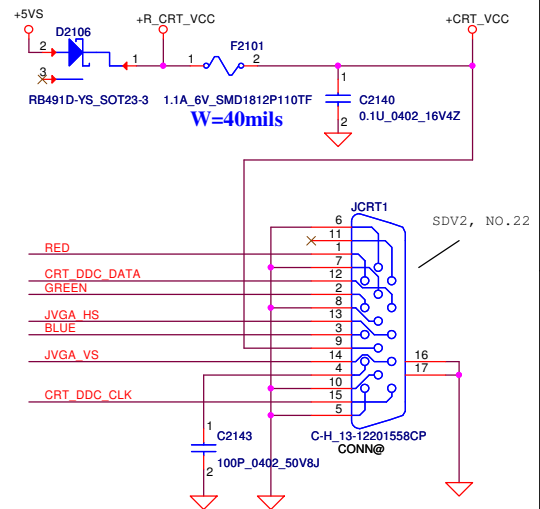 +5VS
+R_CRT_VCC
+CRT_VCC
D2106
F2101
2
1
1
2
3
1
C2140
RB491D-YS_SOT23-3
1.1A_6V_SMD1812P110TF
0.1U_0402_16V4Z
W=40mils
2
JCRT1
6
SDV2, NO.22
11
RED
1
7
CRT_DDC_DATA
12
GREEN
2
8
JVGA_HS
13
BLUE
3
9
JVGA_VS
14
16
4
17
10
CRT_DDC_CLK
15
5
1
C2143
C-H_13-12201558CP
CONN@
100P_0402_50V8J
2